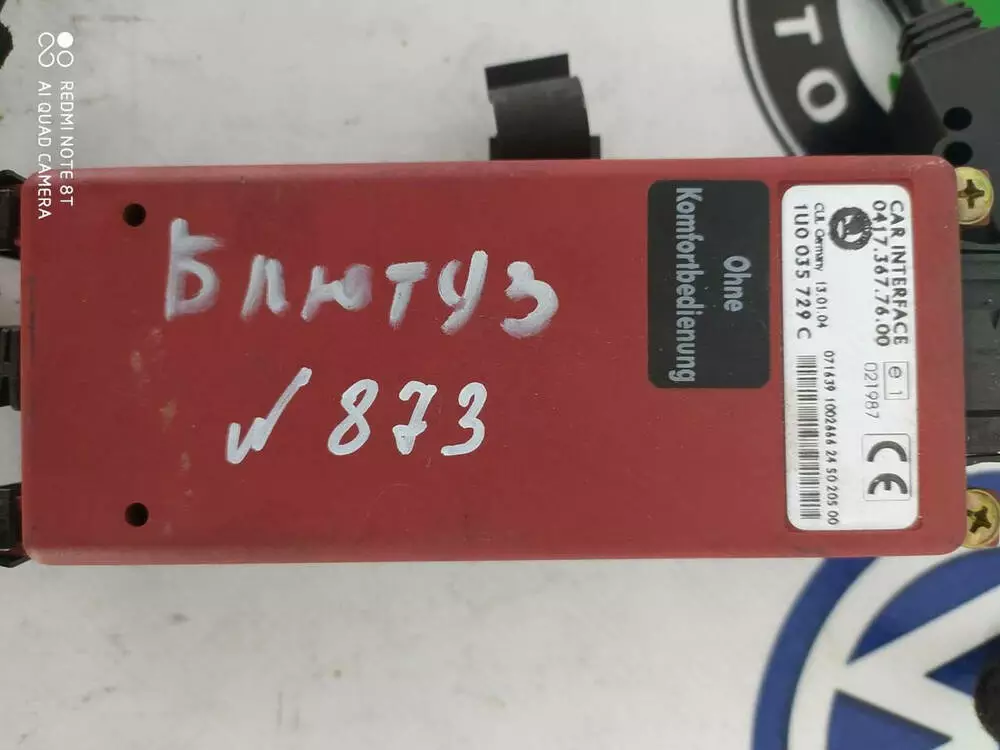 REDMI NOTE 8T
AI QUAD CAMERA
TO
Блютуз
√ 873
Ohne
Komfortbedienung
CAR INTERFACE
0417.367.76.00
CUL Germany 13.01.04
1U0 035 729 C
e1
021987
CE
071639 1002666 24 50 205 00